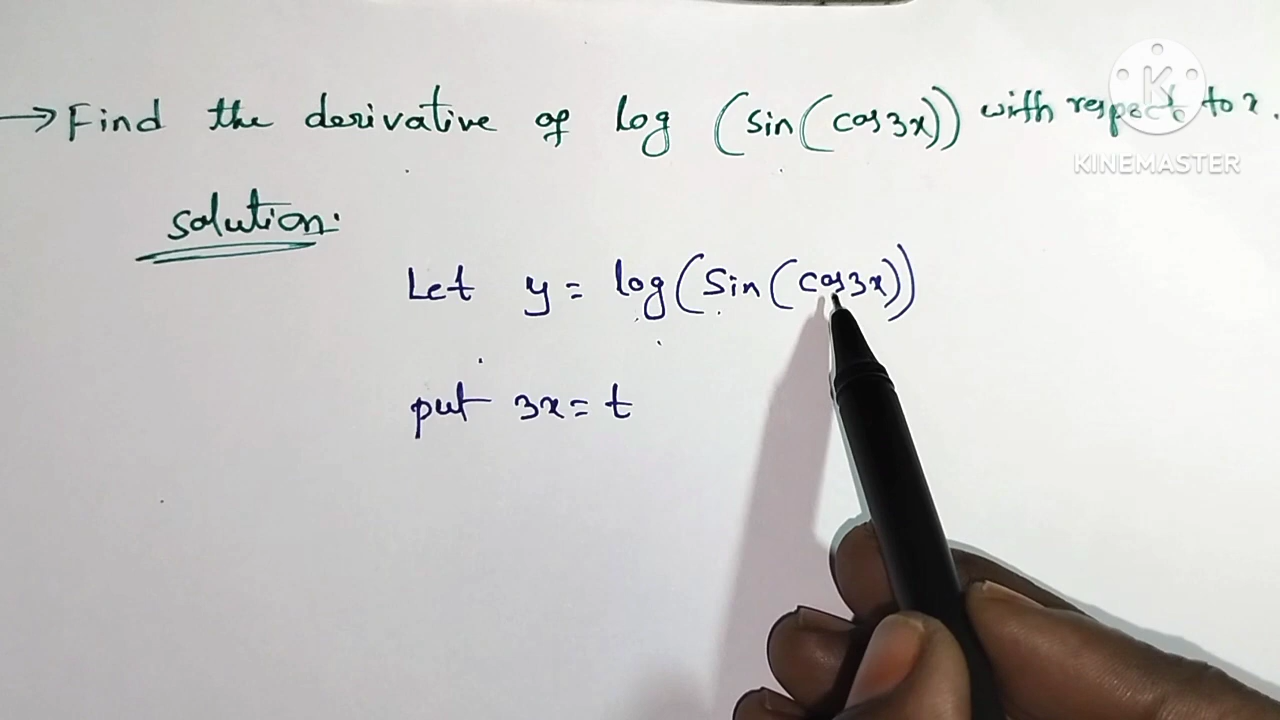 → Find the derivative of log (sin(cos3x)) with respect to x.
K
KINEMASTER
Solution:
Let y = log(Sin(cos3x))
put 3x = t